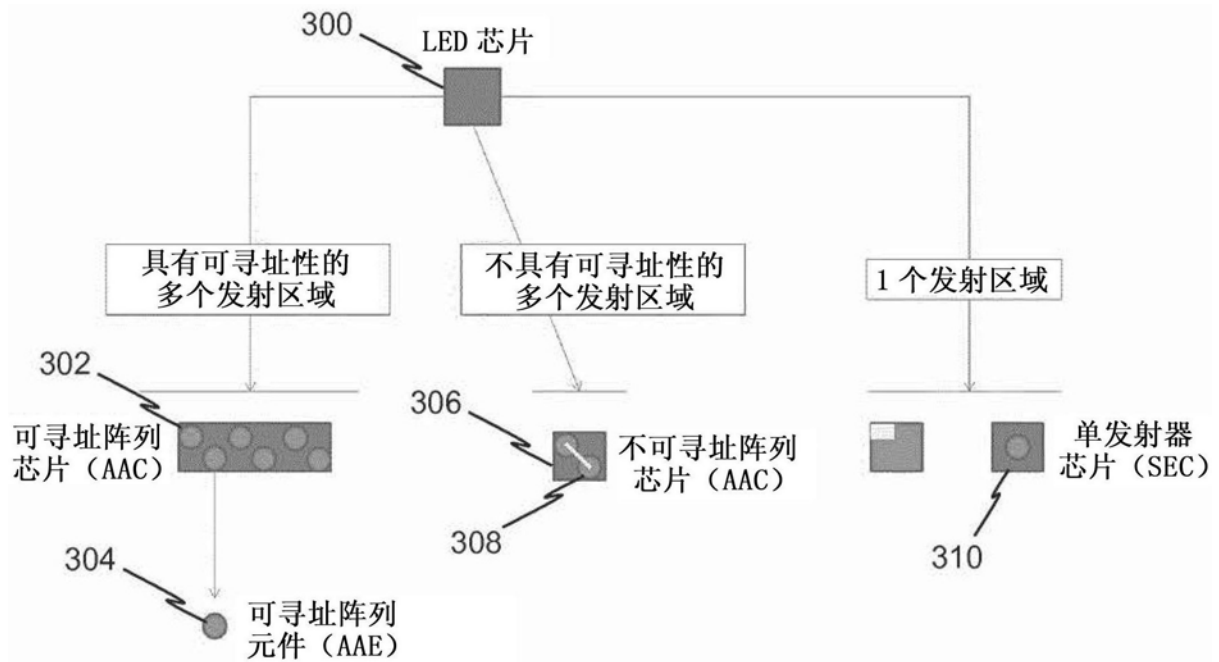 300
LED 芯片
具有可寻址性的
多个发射区域
不具有可寻址性的
多个发射区域
1 个发射区域
302
可寻址阵列
芯片（AAC）
306
308
不可寻址阵列
芯片（AAC）
单发射器
芯片（SEC）
310
304
可寻址阵列
元件（AAE）